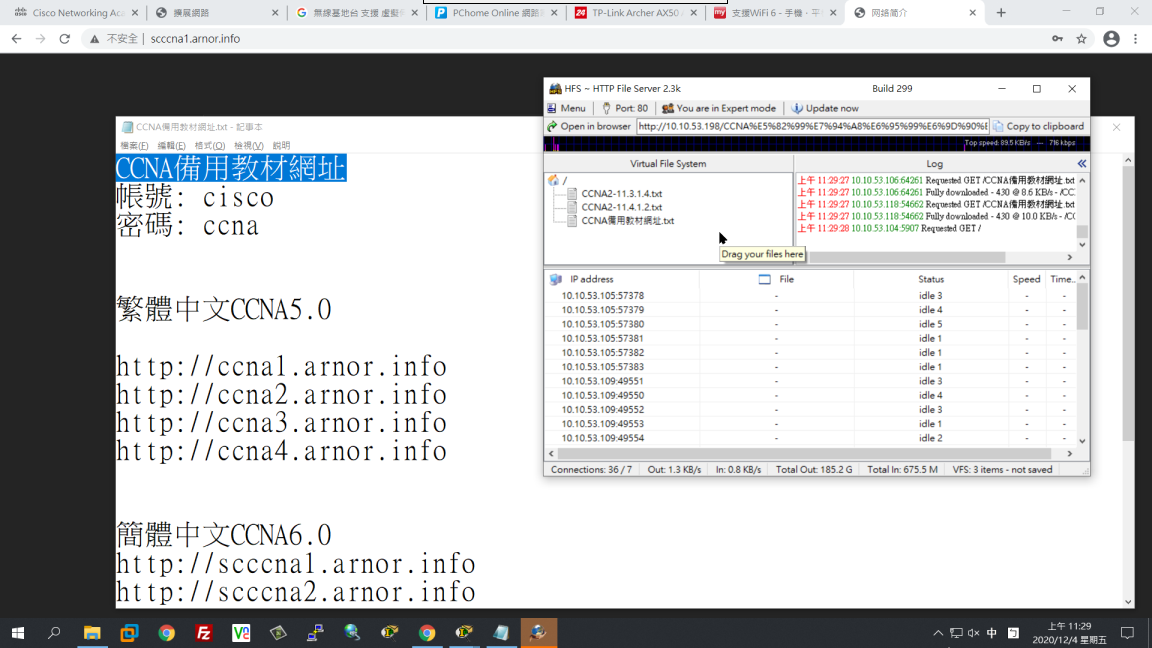 Cisco Networking Aca
擴展網路
無線基地台 支援 虛擬
PChome Online 網路
TP-Link Archer AX50
支援WiFi 6 - 手機、平
网络简介
不安全 | scccna1.arnor.info
CCNA備用教材網址.txt - 記事本
檔案(F) 編輯(E) 格式(O) 檢視(V) 說明
CCNA備用教材網址
帳號: cisco
密碼: ccna
繁體中文CCNA5.0
http://ccna1.arnor.info
http://ccna2.arnor.info
http://ccna3.arnor.info
http://ccna4.arnor.info
簡體中文CCNA6.0
http://scccna1.arnor.info
http://scccna2.arnor.info
HFS ~ HTTP File Server 2.3k Build 299
Menu Port: 80 You are in Expert mode Update now
Open in browser http://10.10.53.198/CCNA%E5%82%99%E7%94%A8%E6%95%99%E6%9D%90%E Copy to clipboard
Top speed: 89.5 KB/s --- 716 kbps
Virtual File System
/
CCNA2-11.3.1.4.txt
CCNA2-11.4.1.2.txt
CCNA備用教材網址.txt
Drag your files here
Log
上午 11:29:27 10.10.53.106:64261 Requested GET /CCNA備用教材網址.txt
上午 11:29:27 10.10.53.106:64261 Fully downloaded - 430 @ 8.6 KB/s - /CC
上午 11:29:27 10.10.53.118:54662 Requested GET /CCNA備用教材網址.txt
上午 11:29:27 10.10.53.118:54662 Fully downloaded - 430 @ 10.0 KB/s - /CC
上午 11:29:28 10.10.53.104:5907 Requested GET /
IP address File Status Speed Time..
10.10.53.105:57378 - idle 3 - -
10.10.53.105:57379 - idle 4 - -
10.10.53.105:57380 - idle 5 - -
10.10.53.105:57381 - idle 1 - -
10.10.53.105:57382 - idle 1 - -
10.10.53.105:57383 - idle 1 - -
10.10.53.109:49551 - idle 3 - -
10.10.53.109:49550 - idle 4 - -
10.10.53.109:49552 - idle 3 - -
10.10.53.109:49553 - idle 1 - -
10.10.53.109:49554 - idle 2 - -
Connections: 36 / 7 Out: 1.3 KB/s In: 0.8 KB/s Total Out: 185.2 G Total In: 675.5 M VFS: 3 items - not saved
中
上午 11:29
2020/12/4 星期五